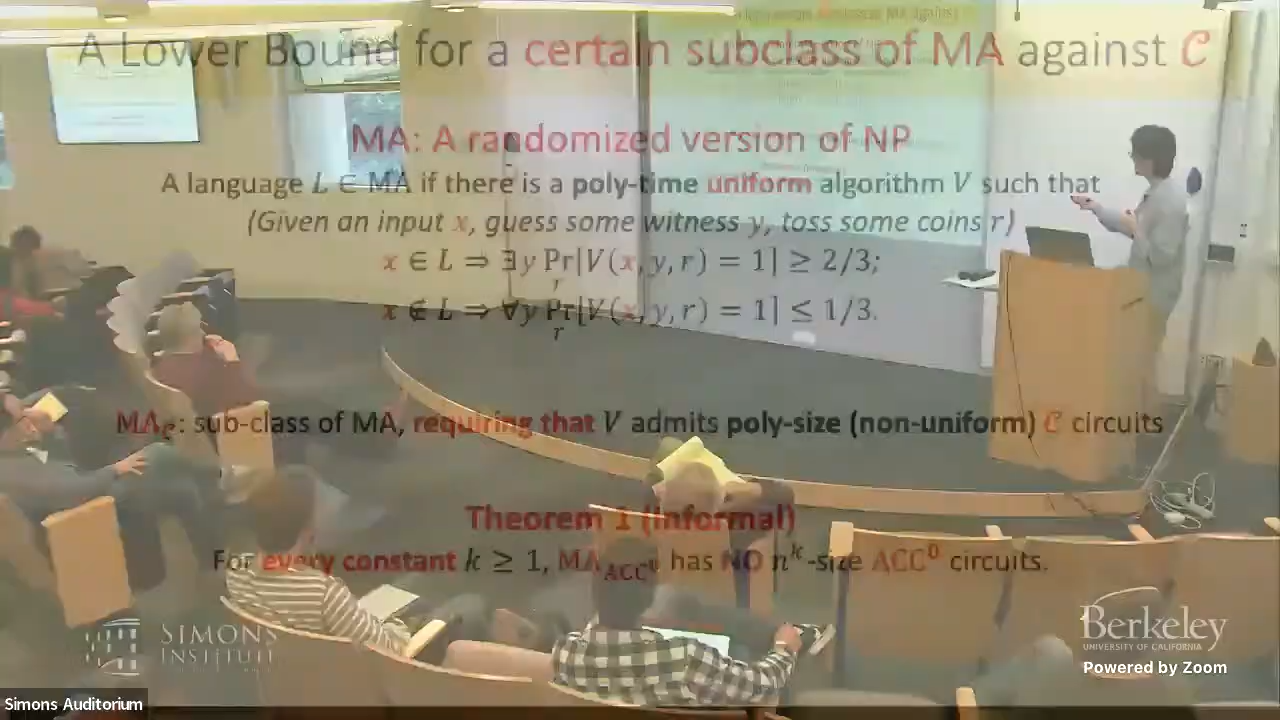 A Lower Bound for a certain subclass of MA against 𝒞
MA: A randomized version of NP
A language L ∈ MA if there is a poly-time uniform algorithm V such that
(Given an input x, guess some witness y, toss some coins r)
x ∈ L ⇒ ∃y Pr[V(x, y, r) = 1] ≥ 2/3;
r
x ∉ L ⇒ ∀y Pr[V(x, y, r) = 1] ≤ 1/3.
r
MA𝒞: sub-class of MA, requiring that V admits poly-size (non-uniform) 𝒞 circuits
Theorem 1 (informal)
For every constant k ≥ 1, MA_ACC⁰ has NO nᵏ-size ACC⁰ circuits.
SIMONS
INSTITUTE
Berkeley
UNIVERSITY OF CALIFORNIA
Powered by Zoom
Simons Auditorium